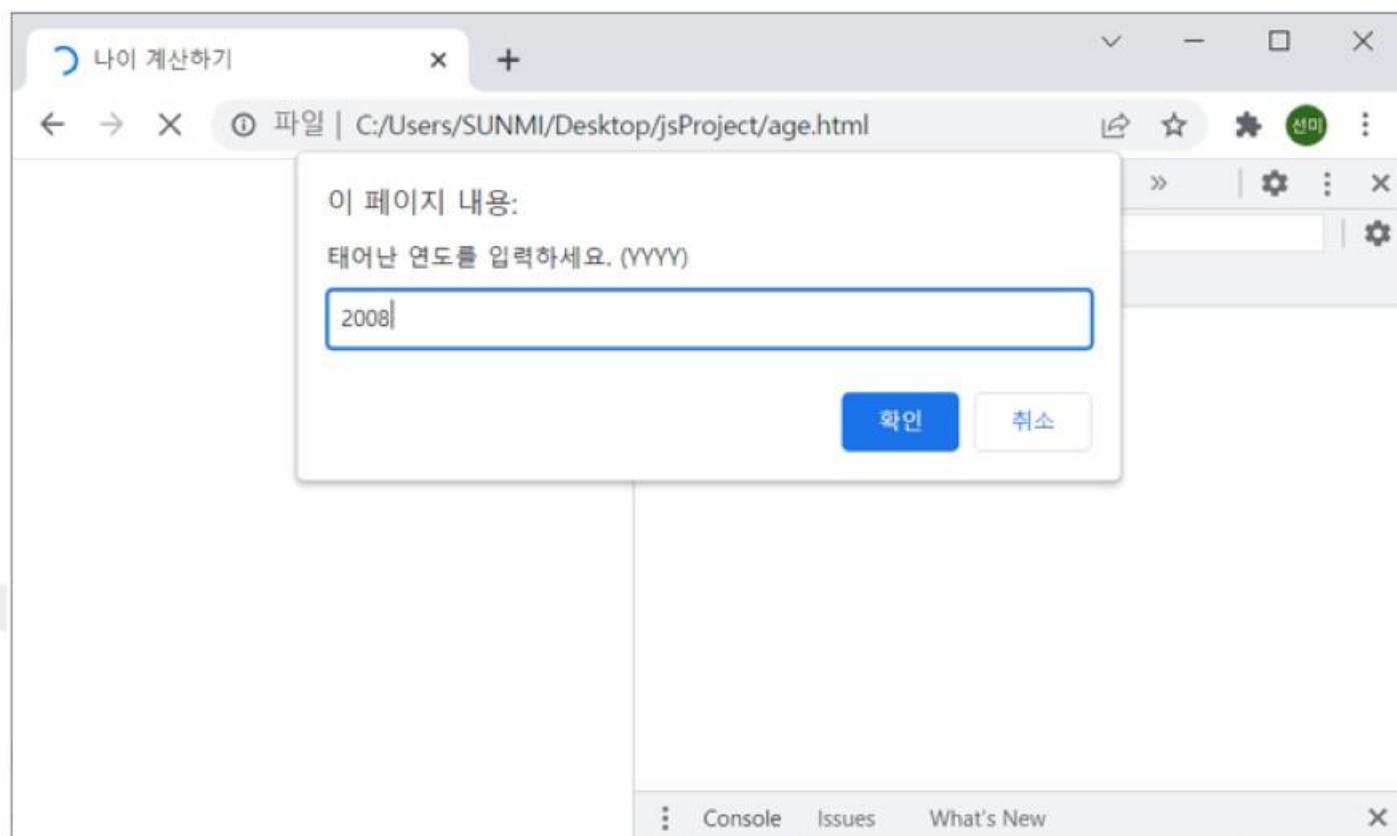 나이 계산하기
파일 | C:/Users/SUNMI/Desktop/jsProject/age.html
선미
이 페이지 내용:
태어난 연도를 입력하세요. (YYYY)
2008
확인 취소
Console Issues What's New